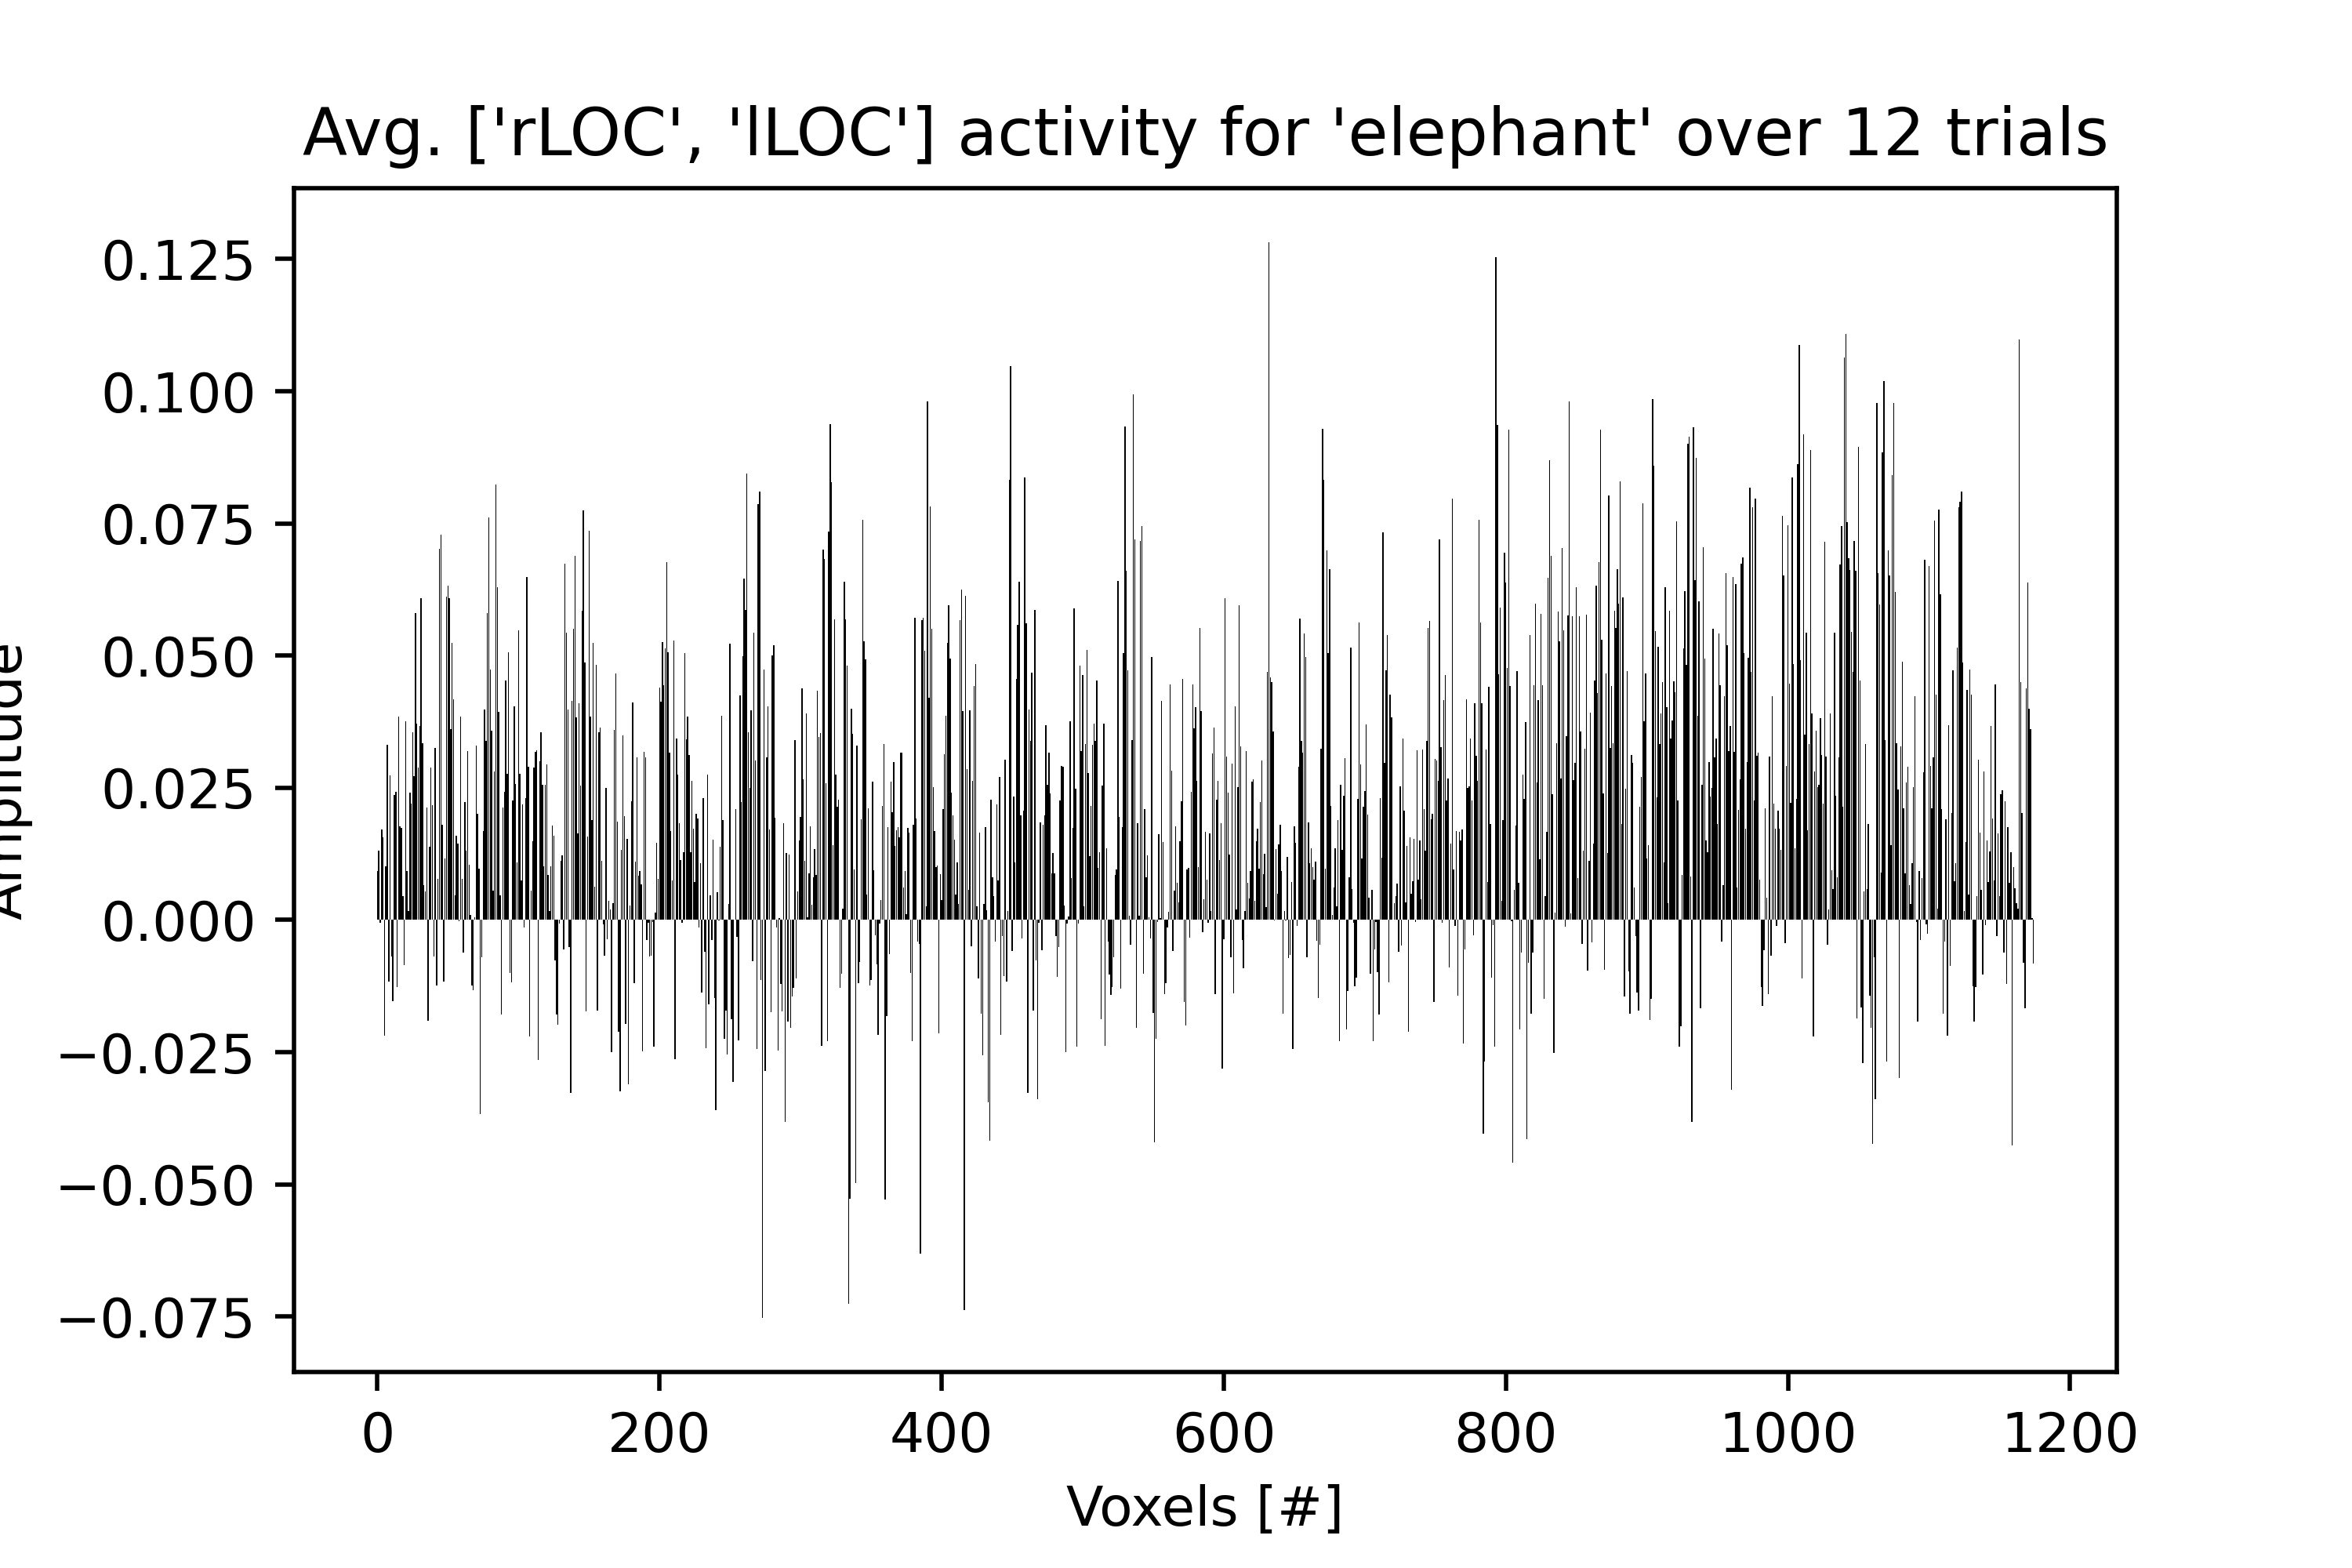 Avg. ['rLOC', 'lLOC'] activity for 'elephant' over 12 trials
0.125
0.100
0.075
0.050
0.025
0.000
−0.025
−0.050
−0.075
Amplitude
0 200 400 600 800 1000 1200
Voxels [#]